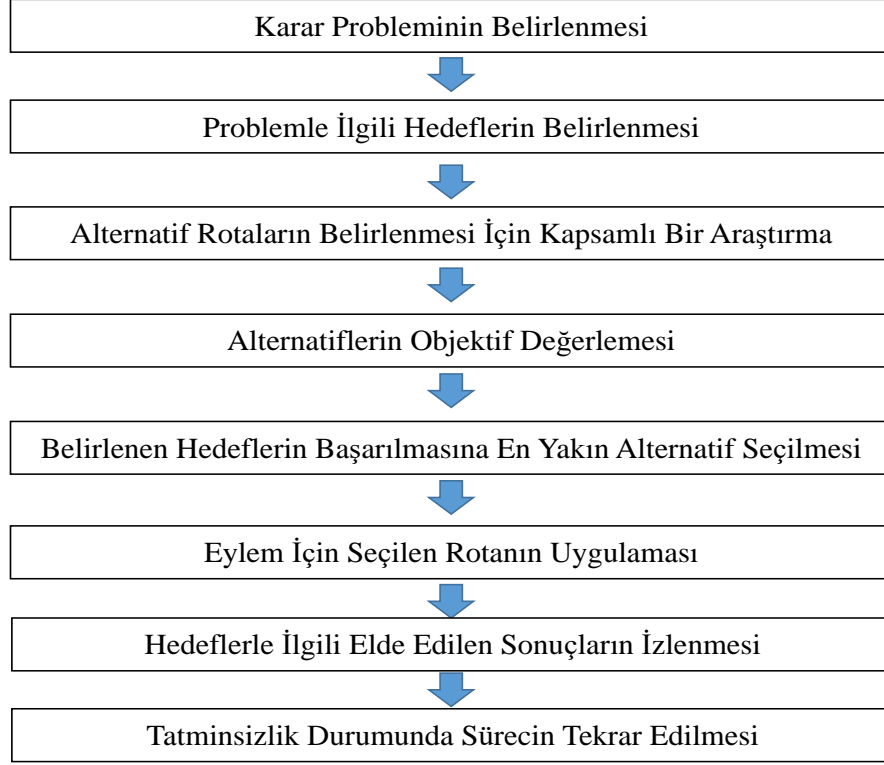 Karar Probleminin Belirlenmesi
Problemle İlgili Hedeflerin Belirlenmesi
Alternatif Rotaların Belirlenmesi İçin Kapsamlı Bir Araştırma
Alternatiflerin Objektif Değerlemesi
Belirlenen Hedeflerin Başarılmasına En Yakın Alternatif Seçilmesi
Eylem İçin Seçilen Rotanın Uygulaması
Hedeflerle İlgili Elde Edilen Sonuçların İzlenmesi
Tatminsizlik Durumunda Sürecin Tekrar Edilmesi